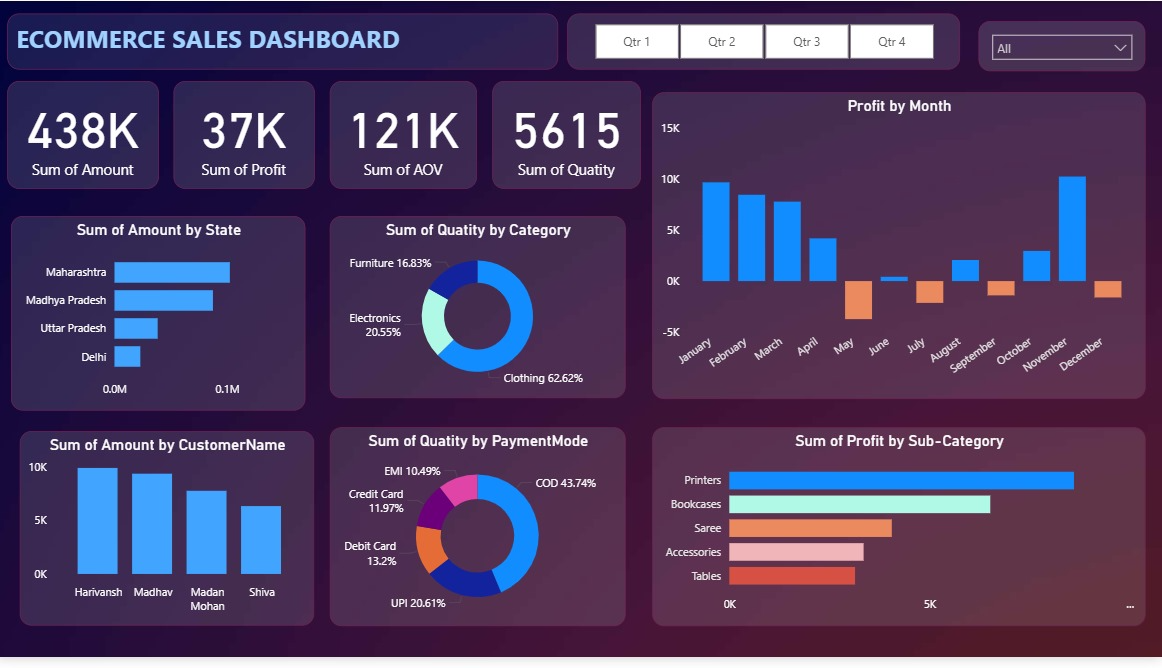 ECOMMERCE SALES DASHBOARD
Qtr 1
Qtr 2
Qtr 3
Qtr 4
All
438K
Sum of Amount
37K
Sum of Profit
121K
Sum of AOV
5615
Sum of Quatity
Profit by Month
15K
10K
5K
0K
-5K
January
February
March
April
May
June
July
August
September
October
November
December
Sum of Amount by State
Maharashtra
Madhya Pradesh
Uttar Pradesh
Delhi
0.0M
0.1M
Sum of Quatity by Category
Furniture 16.83%
Electronics
20.55%
Clothing 62.62%
Sum of Amount by CustomerName
10K
5K
0K
Harivansh
Madhav
Madan
Mohan
Shiva
Sum of Quatity by PaymentMode
EMI 10.49%
COD 43.74%
Credit Card
11.97%
Debit Card
13.2%
UPI 20.61%
Sum of Profit by Sub-Category
Printers
Bookcases
Saree
Accessories
Tables
0K
5K
...